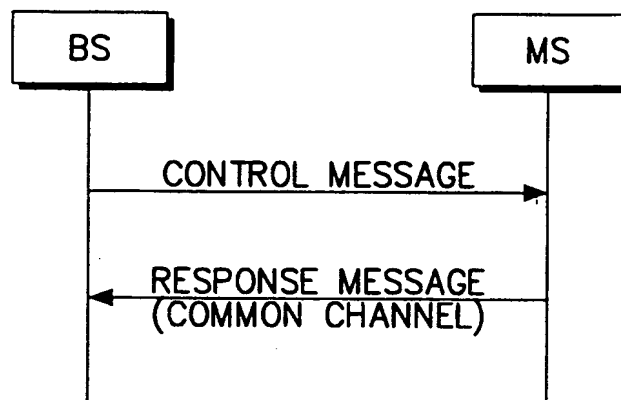 BS
MS
CONTROL MESSAGE
RESPONSE MESSAGE
(COMMON CHANNEL)